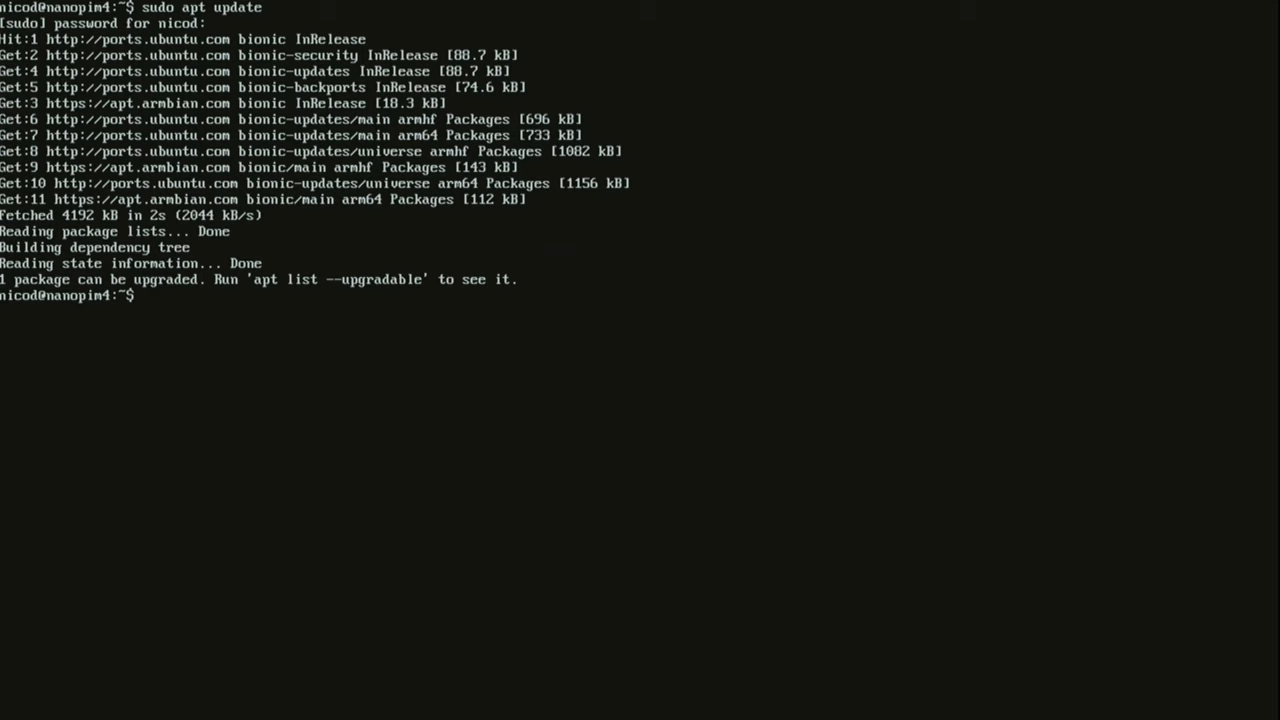 nicod@nanopim4:~$ sudo apt update
[sudo] password for nicod:
Hit:1 http://ports.ubuntu.com bionic InRelease
Get:2 http://ports.ubuntu.com bionic-security InRelease [88.7 kB]
Get:4 http://ports.ubuntu.com bionic-updates InRelease [88.7 kB]
Get:5 http://ports.ubuntu.com bionic-backports InRelease [74.6 kB]
Get:3 https://apt.armbian.com bionic InRelease [18.3 kB]
Get:6 http://ports.ubuntu.com bionic-updates/main armhf Packages [696 kB]
Get:7 http://ports.ubuntu.com bionic-updates/main arm64 Packages [733 kB]
Get:8 http://ports.ubuntu.com bionic-updates/universe armhf Packages [1082 kB]
Get:9 https://apt.armbian.com bionic/main armhf Packages [143 kB]
Get:10 http://ports.ubuntu.com bionic-updates/universe arm64 Packages [1156 kB]
Get:11 https://apt.armbian.com bionic/main arm64 Packages [112 kB]
Fetched 4192 kB in 2s (2044 kB/s)
Reading package lists... Done
Building dependency tree
Reading state information... Done
1 package can be upgraded. Run 'apt list --upgradable' to see it.
nicod@nanopim4:~$